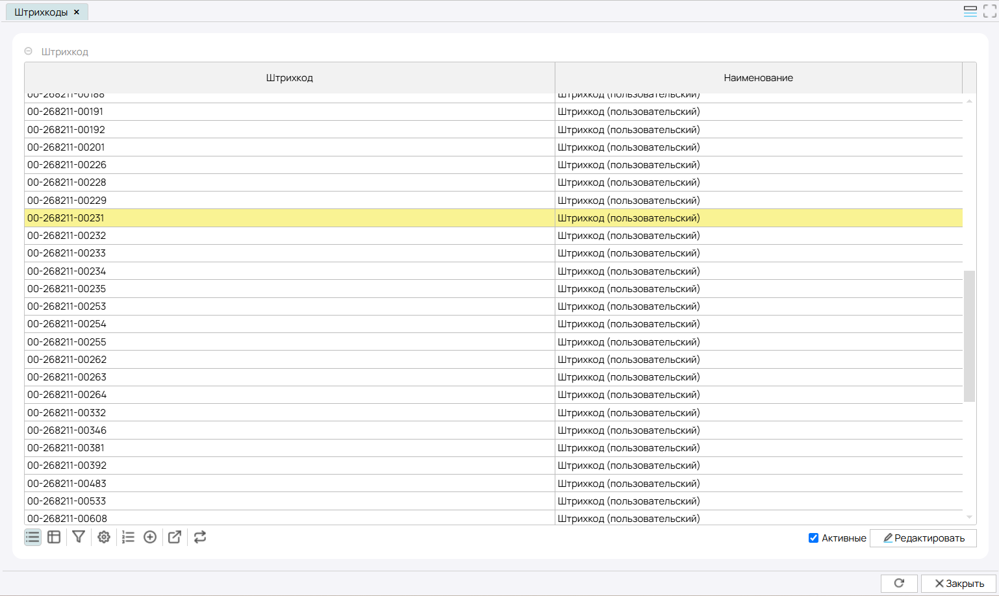 Штрихкоды ×
Штрихкод
Штрихкод Наименование
00-268211-00188 Штрихкод (пользовательский)
00-268211-00191 Штрихкод (пользовательский)
00-268211-00192 Штрихкод (пользовательский)
00-268211-00201 Штрихкод (пользовательский)
00-268211-00226 Штрихкод (пользовательский)
00-268211-00228 Штрихкод (пользовательский)
00-268211-00229 Штрихкод (пользовательский)
00-268211-00231 Штрихкод (пользовательский)
00-268211-00232 Штрихкод (пользовательский)
00-268211-00233 Штрихкод (пользовательский)
00-268211-00234 Штрихкод (пользовательский)
00-268211-00235 Штрихкод (пользовательский)
00-268211-00253 Штрихкод (пользовательский)
00-268211-00254 Штрихкод (пользовательский)
00-268211-00255 Штрихкод (пользовательский)
00-268211-00262 Штрихкод (пользовательский)
00-268211-00263 Штрихкод (пользовательский)
00-268211-00264 Штрихкод (пользовательский)
00-268211-00332 Штрихкод (пользовательский)
00-268211-00346 Штрихкод (пользовательский)
00-268211-00381 Штрихкод (пользовательский)
00-268211-00392 Штрихкод (пользовательский)
00-268211-00483 Штрихкод (пользовательский)
00-268211-00533 Штрихкод (пользовательский)
00-268211-00608 Штрихкод (пользовательский)
Активные Редактировать
Закрыть